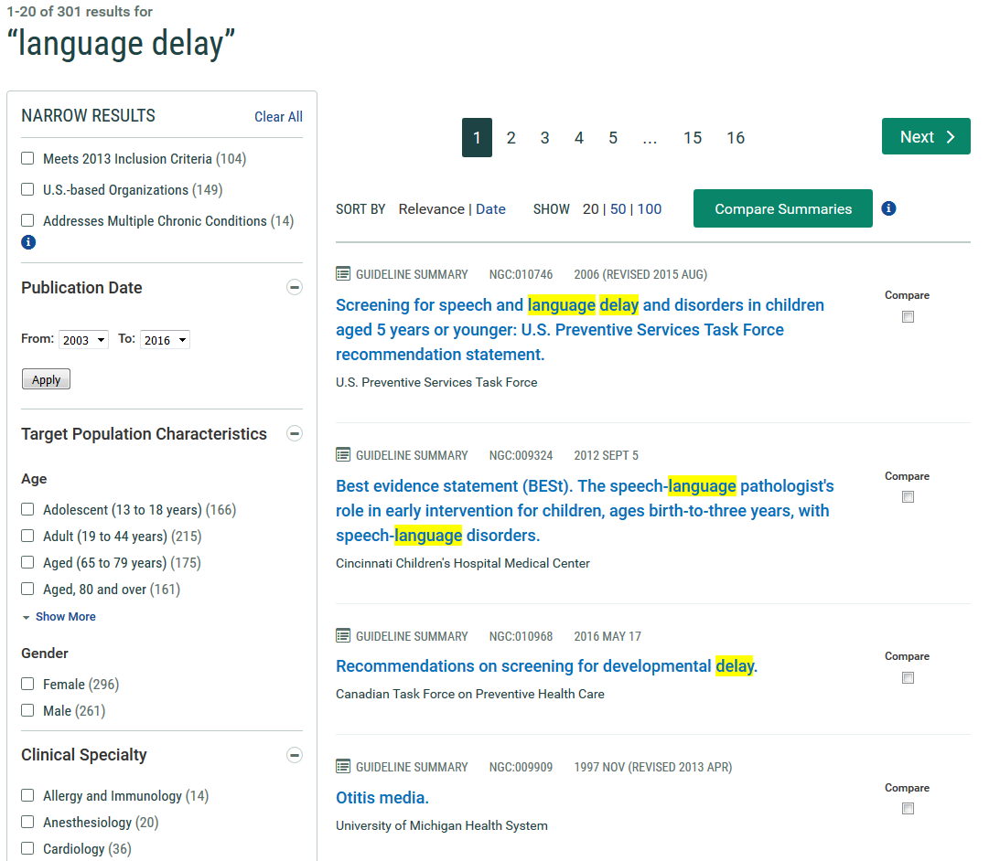 1-20 of 301 results for
“language delay”
NARROW RESULTS
Clear All
Meets 2013 Inclusion Criteria (104)
U.S.-based Organizations (149)
Addresses Multiple Chronic Conditions (14)
i
Publication Date
From: 2003 To: 2016
Apply
Target Population Characteristics
Age
Adolescent (13 to 18 years) (166)
Adult (19 to 44 years) (215)
Aged (65 to 79 years) (175)
Aged, 80 and over (161)
Show More
Gender
Female (296)
Male (261)
Clinical Specialty
Allergy and Immunology (14)
Anesthesiology (20)
Cardiology (36)
1 2 3 4 5 ... 15 16
Next
SORT BY Relevance | Date SHOW 20 | 50 | 100
Compare Summaries
i
GUIDELINE SUMMARY NGC:010746 2006 (REVISED 2015 AUG)
Screening for speech and language delay and disorders in children
aged 5 years or younger: U.S. Preventive Services Task Force
recommendation statement.
U.S. Preventive Services Task Force
Compare
GUIDELINE SUMMARY NGC:009324 2012 SEPT 5
Best evidence statement (BESt). The speech-language pathologist's
role in early intervention for children, ages birth-to-three years, with
speech-language disorders.
Cincinnati Children's Hospital Medical Center
Compare
GUIDELINE SUMMARY NGC:010968 2016 MAY 17
Recommendations on screening for developmental delay.
Canadian Task Force on Preventive Health Care
Compare
GUIDELINE SUMMARY NGC:009909 1997 NOV (REVISED 2013 APR)
Otitis media.
University of Michigan Health System
Compare